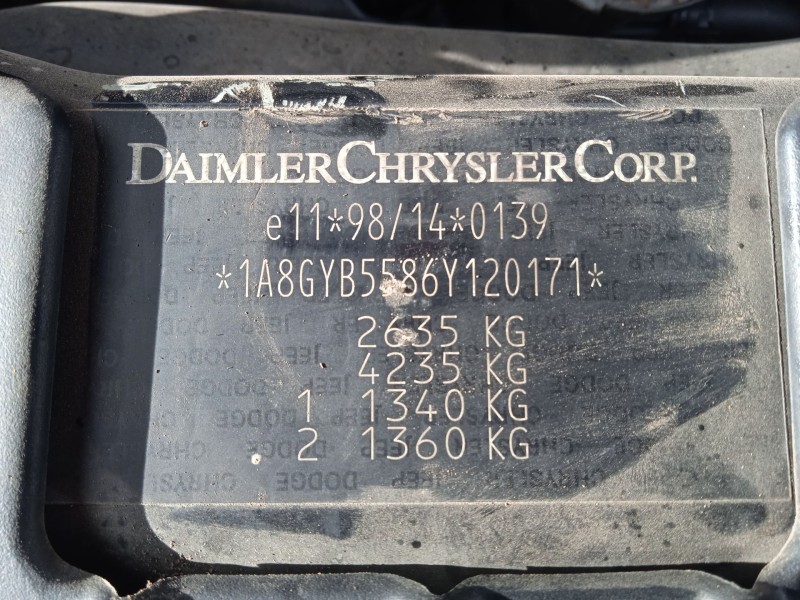 DAIMLERCHRYSLER CORP.
e11*98/14*0139
*1A8GYB5586Y120171*
2635 KG
4235 KG
1 1340 KG
2 1360 KG